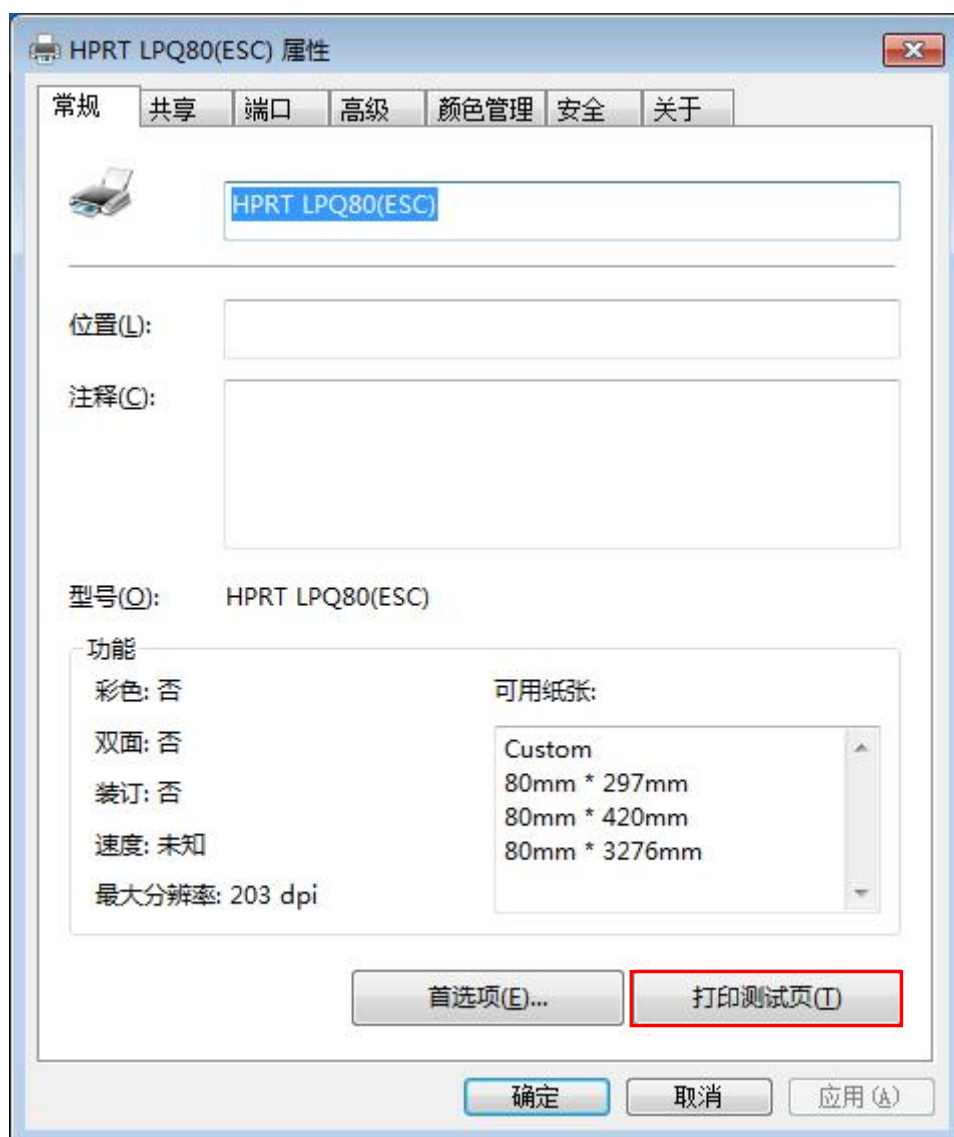 HPRT LPQ80(ESC) 属性
常规 共享 端口 高级 颜色管理 安全 关于
HPRT LPQ80(ESC)
位置(L):
注释(C):
型号(O): HPRT LPQ80(ESC)
功能
彩色: 否
双面: 否
装订: 否
速度: 未知
最大分辨率: 203 dpi
可用纸张:
Custom
80mm * 297mm
80mm * 420mm
80mm * 3276mm
首选项(E)... 打印测试页(T)
确定 取消 应用(A)